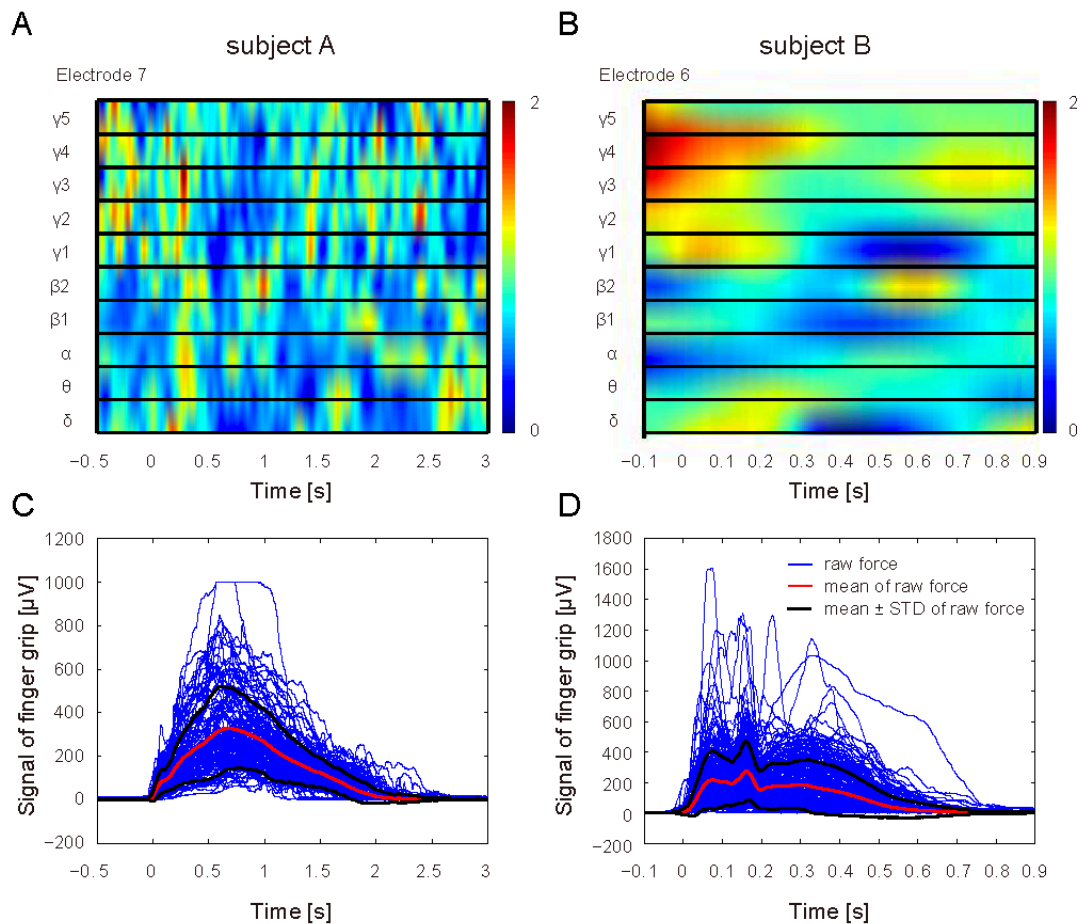 A
subject A
Electrode 7
γ5
γ4
γ3
γ2
γ1
β2
β1
α
θ
δ
2
0
−0.5 0 0.5 1 1.5 2 2.5 3
Time [s]
B
subject B
Electrode 6
γ5
γ4
γ3
γ2
γ1
β2
β1
α
θ
δ
2
0
−0.1 0 0.1 0.2 0.3 0.4 0.5 0.6 0.7 0.8 0.9
Time [s]
C
Signal of finger grip [µV]
1200
1000
800
600
400
200
0
−200
−0.5 0 0.5 1 1.5 2 2.5 3
Time [s]
D
Signal of finger grip [µV]
1800
1600
1400
1200
1000
800
600
400
200
0
−200
raw force
mean of raw force
mean ± STD of raw force
−0.1 0 0.1 0.2 0.3 0.4 0.5 0.6 0.7 0.8 0.9
Time [s]